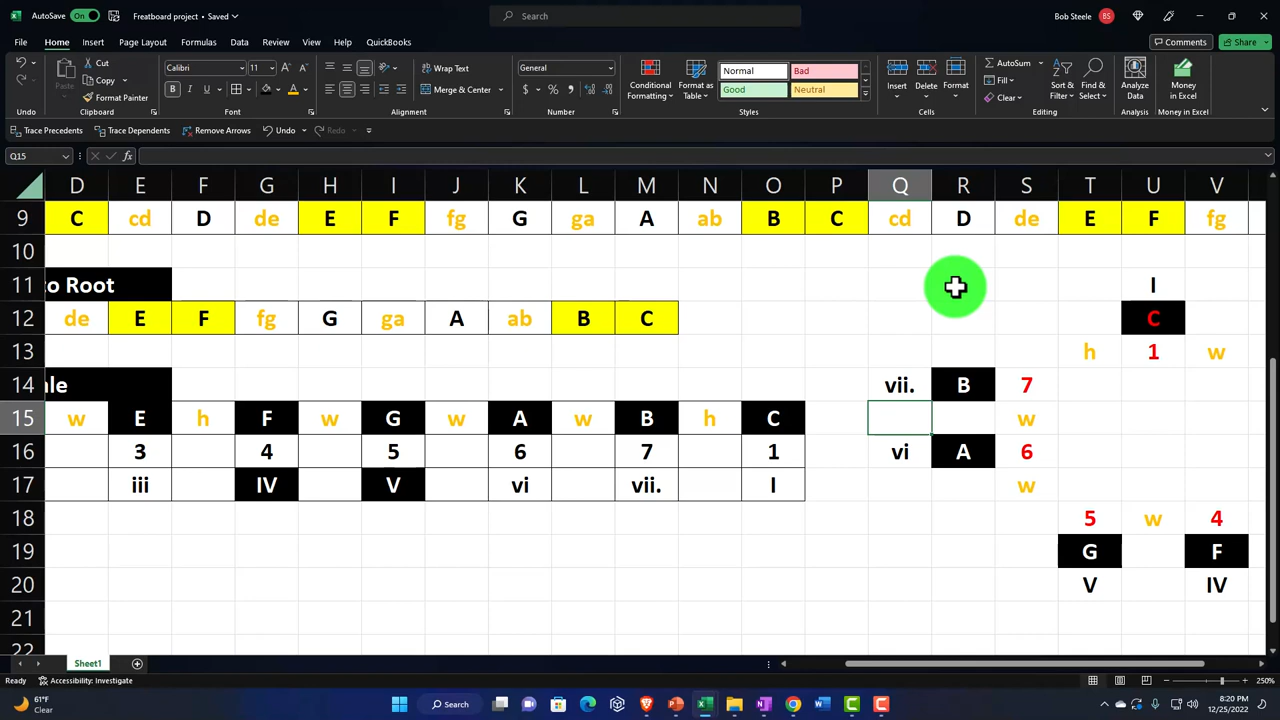 AutoSave On Freatboard project • Saved Search Bob Steele BS
File Home Insert Page Layout Formulas Data Review View Help QuickBooks Comments Share
Undo Paste Cut Copy Format Painter Clipboard
Calibri 11 A A B I U A Font
Wrap Text Merge & Center Alignment
General $ % Number
Conditional Formatting Format as Table Normal Bad Good Neutral Styles
Insert Delete Format Cells
AutoSum Fill Clear Sort & Filter Find & Select Editing
Analyze Data Analysis Money in Excel Money in Excel
Trace Precedents Trace Dependents Remove Arrows Undo Redo
Q15 fx
D E F G H I J K L M N O P Q R S T U V
9 C cd D de E F fg G ga A ab B C cd D de E F fg
10
11 o Root I
12 de E F fg G ga A ab B C C
13 h 1 w
14 le vii. B 7
15 w E h F w G w A w B h C w
16 3 4 5 6 7 1 vi A 6
17 iii IV V vi vii. I w
18 5 w 4
19 G F
20 V IV
21
22
Sheet1
Ready Accessibility: Investigate 250%
61°F Clear Search 8:20 PM 12/25/2022